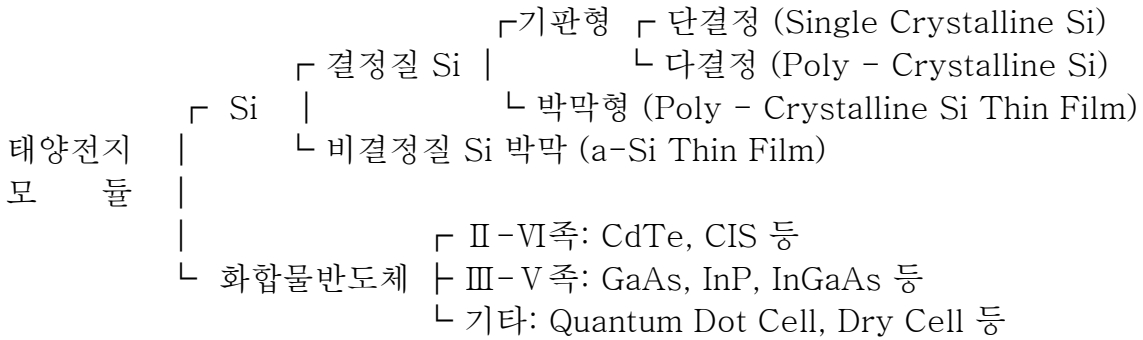 ┌기판형 ┌ 단결정 (Single Crystalline Si)
┌ 결정질 Si | └ 다결정 (Poly - Crystalline Si)
┌ Si | └ 박막형 (Poly - Crystalline Si Thin Film)
태양전지 | └ 비결정질 Si 박막 (a-Si Thin Film)
모 듈 |
| ┌ Ⅱ-Ⅵ족: CdTe, CIS 등
└ 화합물반도체 ├ Ⅲ-Ⅴ족: GaAs, InP, InGaAs 등
└ 기타: Quantum Dot Cell, Dry Cell 등